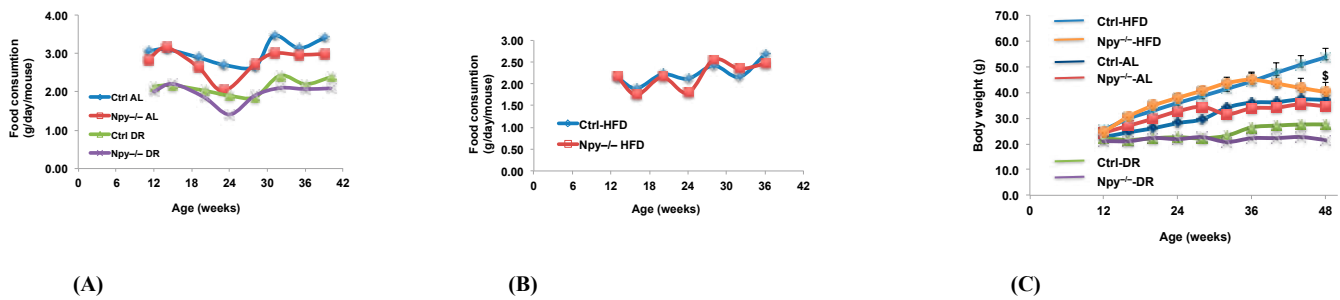 Food consumtion
(g/day/mouse)
4.00
3.00
2.00
1.00
0.00
Ctrl AL
Npy–/– AL
Ctrl DR
Npy–/– DR
0 6 12 18 24 30 36 42
Age (weeks)
(A)
Food consumtion
(g/day/mouse)
3.00
2.50
2.00
1.50
1.00
0.50
0.00
Ctrl-HFD
Npy–/– HFD
0 6 12 18 24 30 36 42
Age (weeks)
(B)
Body weight (g)
70.0
60.0
50.0
40.0
30.0
20.0
10.0
0.0
Ctrl-HFD
Npy–/–-HFD
Ctrl-AL
Npy–/–-AL
$
Ctrl-DR
Npy–/–-DR
0 12 24 36 48
Age (weeks)
(C)